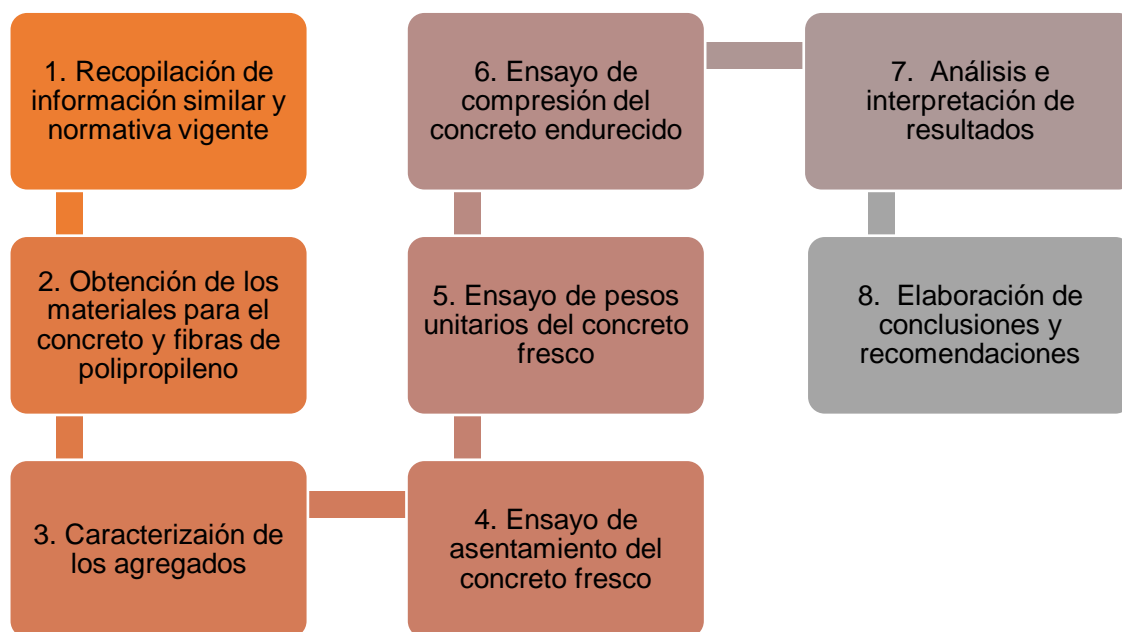 1. Recopilación de
información similar y
normativa vigente
2. Obtención de los
materiales para el
concreto y fibras de
polipropileno
3. Caracterizaión de
los agregados
4. Ensayo de
asentamiento del
concreto fresco
5. Ensayo de pesos
unitarios del concreto
fresco
6. Ensayo de
compresión del
concreto endurecido
7. Análisis e
interpretación de
resultados
8. Elaboración de
conclusiones y
recomendaciones